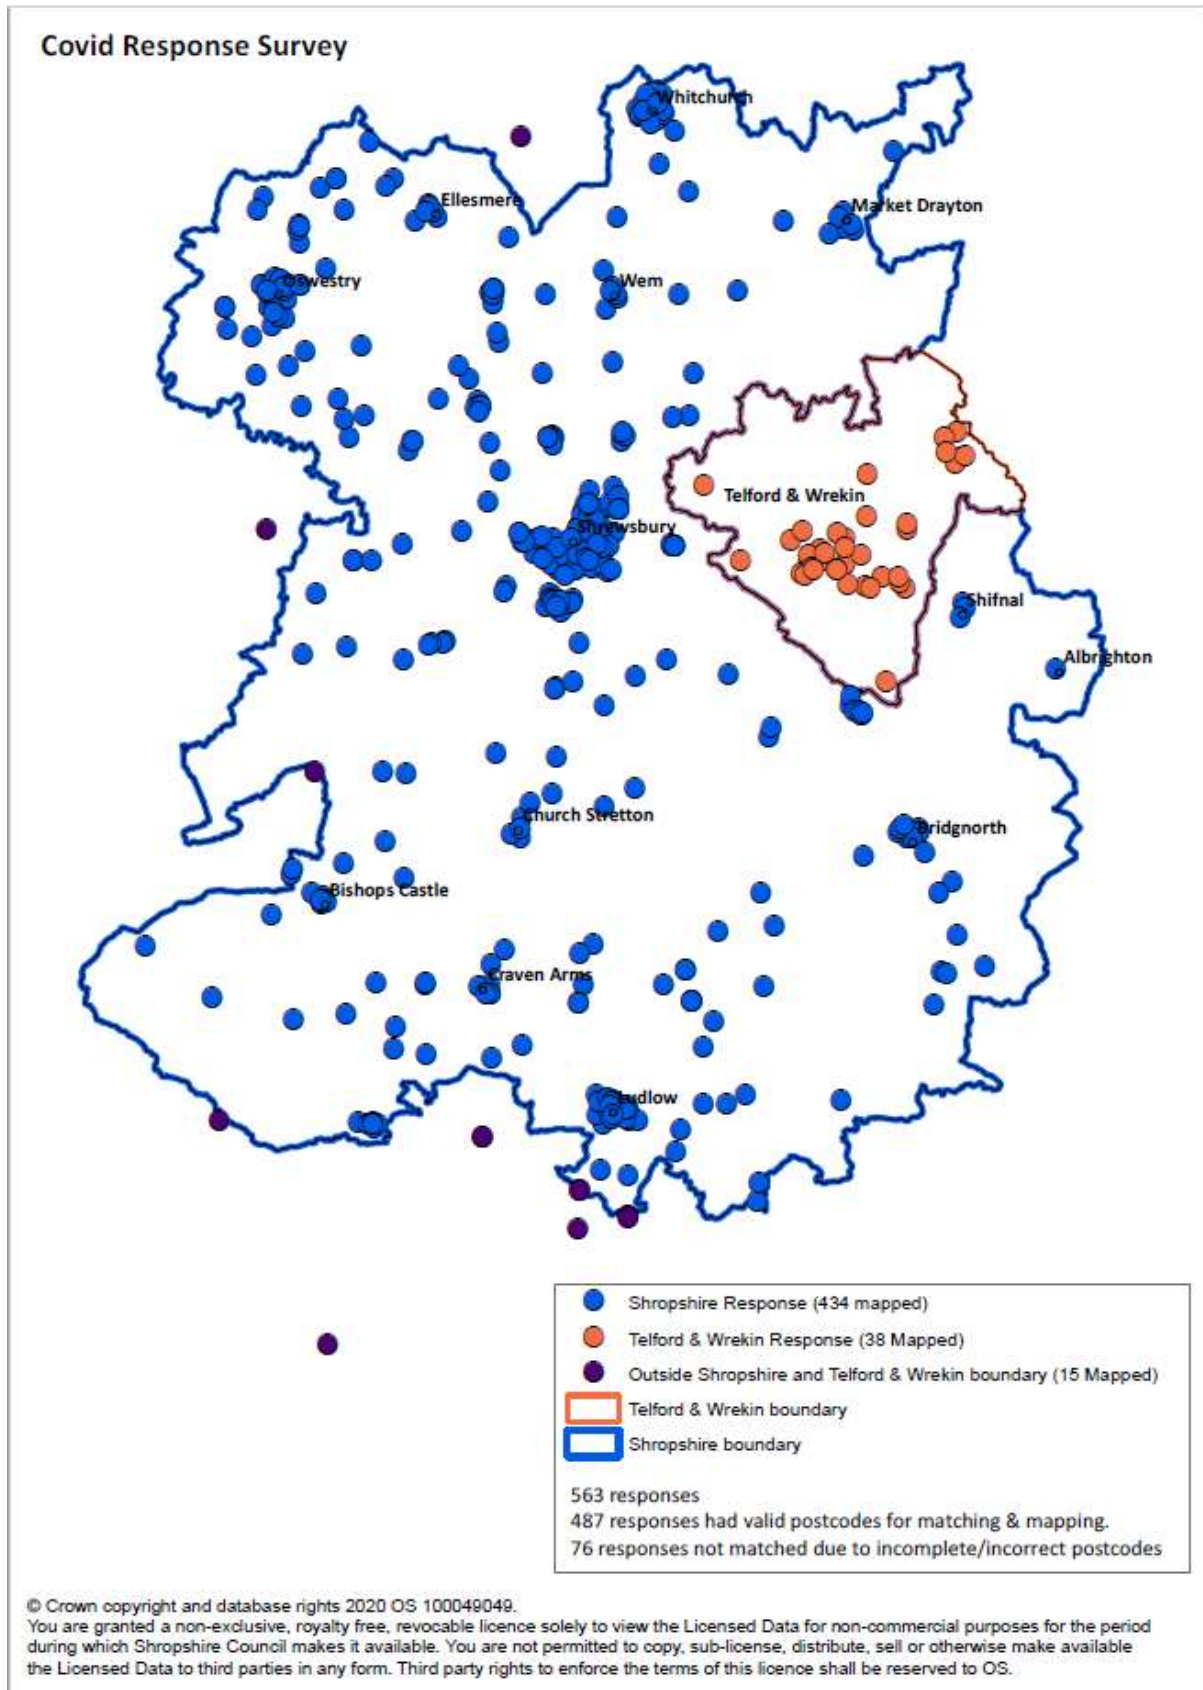 Covid Response Survey
Whitchurch
Ellesmere
Market Drayton
Oswestry
Wem
Telford & Wrekin
Shrewsbury
Shifnal
Albrighton
Church Stretton
Bridgnorth
Bishops Castle
Craven Arms
Ludlow
Shropshire Response (434 mapped)
Telford & Wrekin Response (38 Mapped)
Outside Shropshire and Telford & Wrekin boundary (15 Mapped)
Telford & Wrekin boundary
Shropshire boundary
563 responses
487 responses had valid postcodes for matching & mapping.
76 responses not matched due to incomplete/incorrect postcodes
© Crown copyright and database rights 2020 OS 100049049.
You are granted a non-exclusive, royalty free, revocable licence solely to view the Licensed Data for non-commercial purposes for the period
during which Shropshire Council makes it available. You are not permitted to copy, sub-license, distribute, sell or otherwise make available
the Licensed Data to third parties in any form. Third party rights to enforce the terms of this licence shall be reserved to OS.